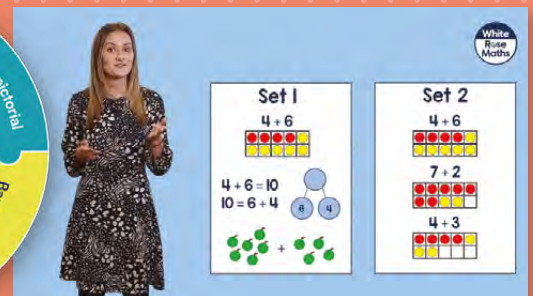 pictorial
White
Rose
Maths
Set 1
4 + 6
4 + 6 = 10
10 = 6 + 4
6 4
+
Set 2
4 + 6
7 + 2
4 + 3